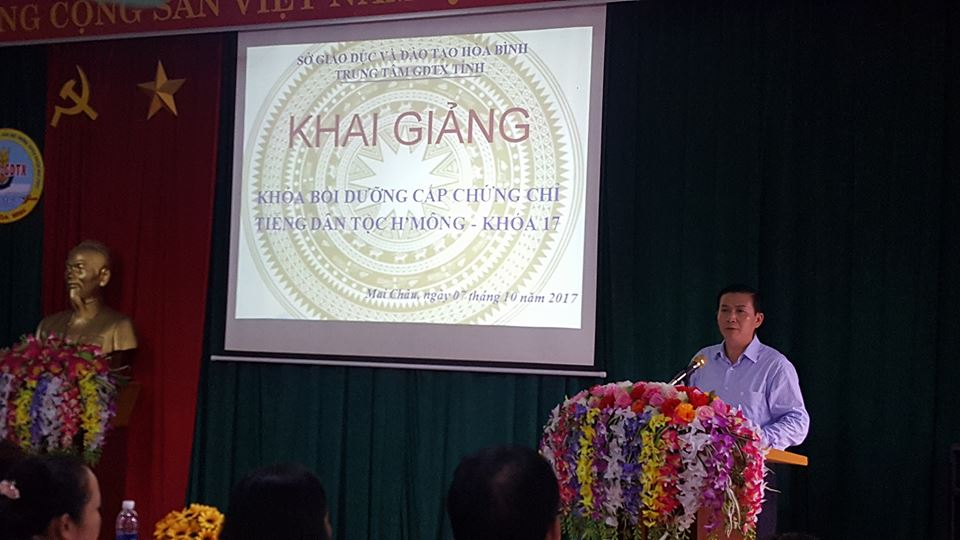 NG CỘNG SẢN VIỆT NAM
SỞ GIÁO DỤC VÀ ĐÀO TẠO HÒA BÌNH
TRUNG TÂM GDTX TỈNH
KHAI GIẢNG
KHÓA BỒI DƯỠNG CẤP CHỨNG CHỈ
TIẾNG DÂN TỘC H'MÔNG - KHÓA 17
Mai Châu, ngày 07 tháng 10 năm 2017
GDTX